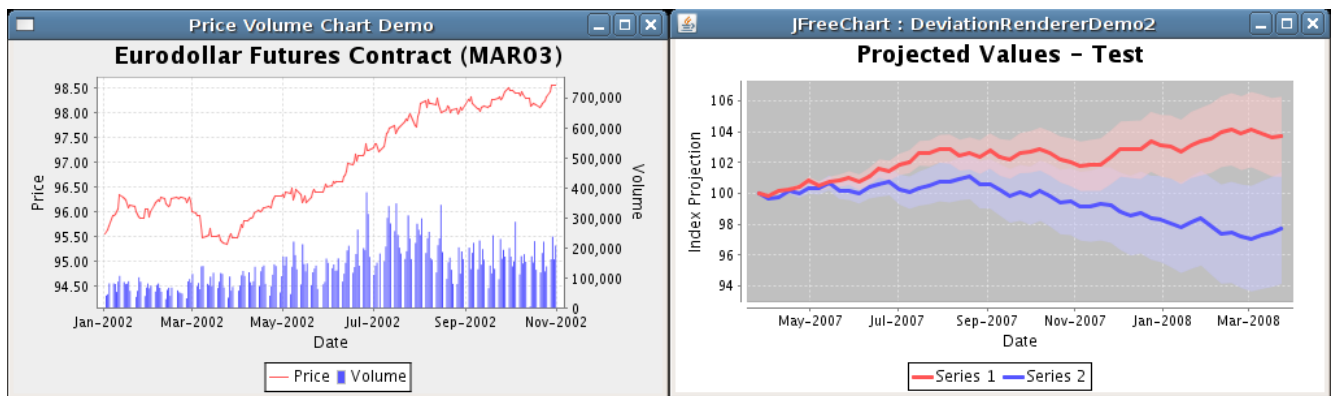 Price Volume Chart Demo
Eurodollar Futures Contract (MAR03)
98.50
98.00
97.50
97.00
96.50
96.00
95.50
95.00
94.50
Price
700,000
600,000
500,000
400,000
300,000
200,000
100,000
0
Volume
Jan-2002 Mar-2002 May-2002 Jul-2002 Sep-2002 Nov-2002
Date
Price Volume
JFreeChart : DeviationRendererDemo2
Projected Values - Test
106
104
102
100
98
96
94
Index Projection
May-2007 Jul-2007 Sep-2007 Nov-2007 Jan-2008 Mar-2008
Date
Series 1 Series 2